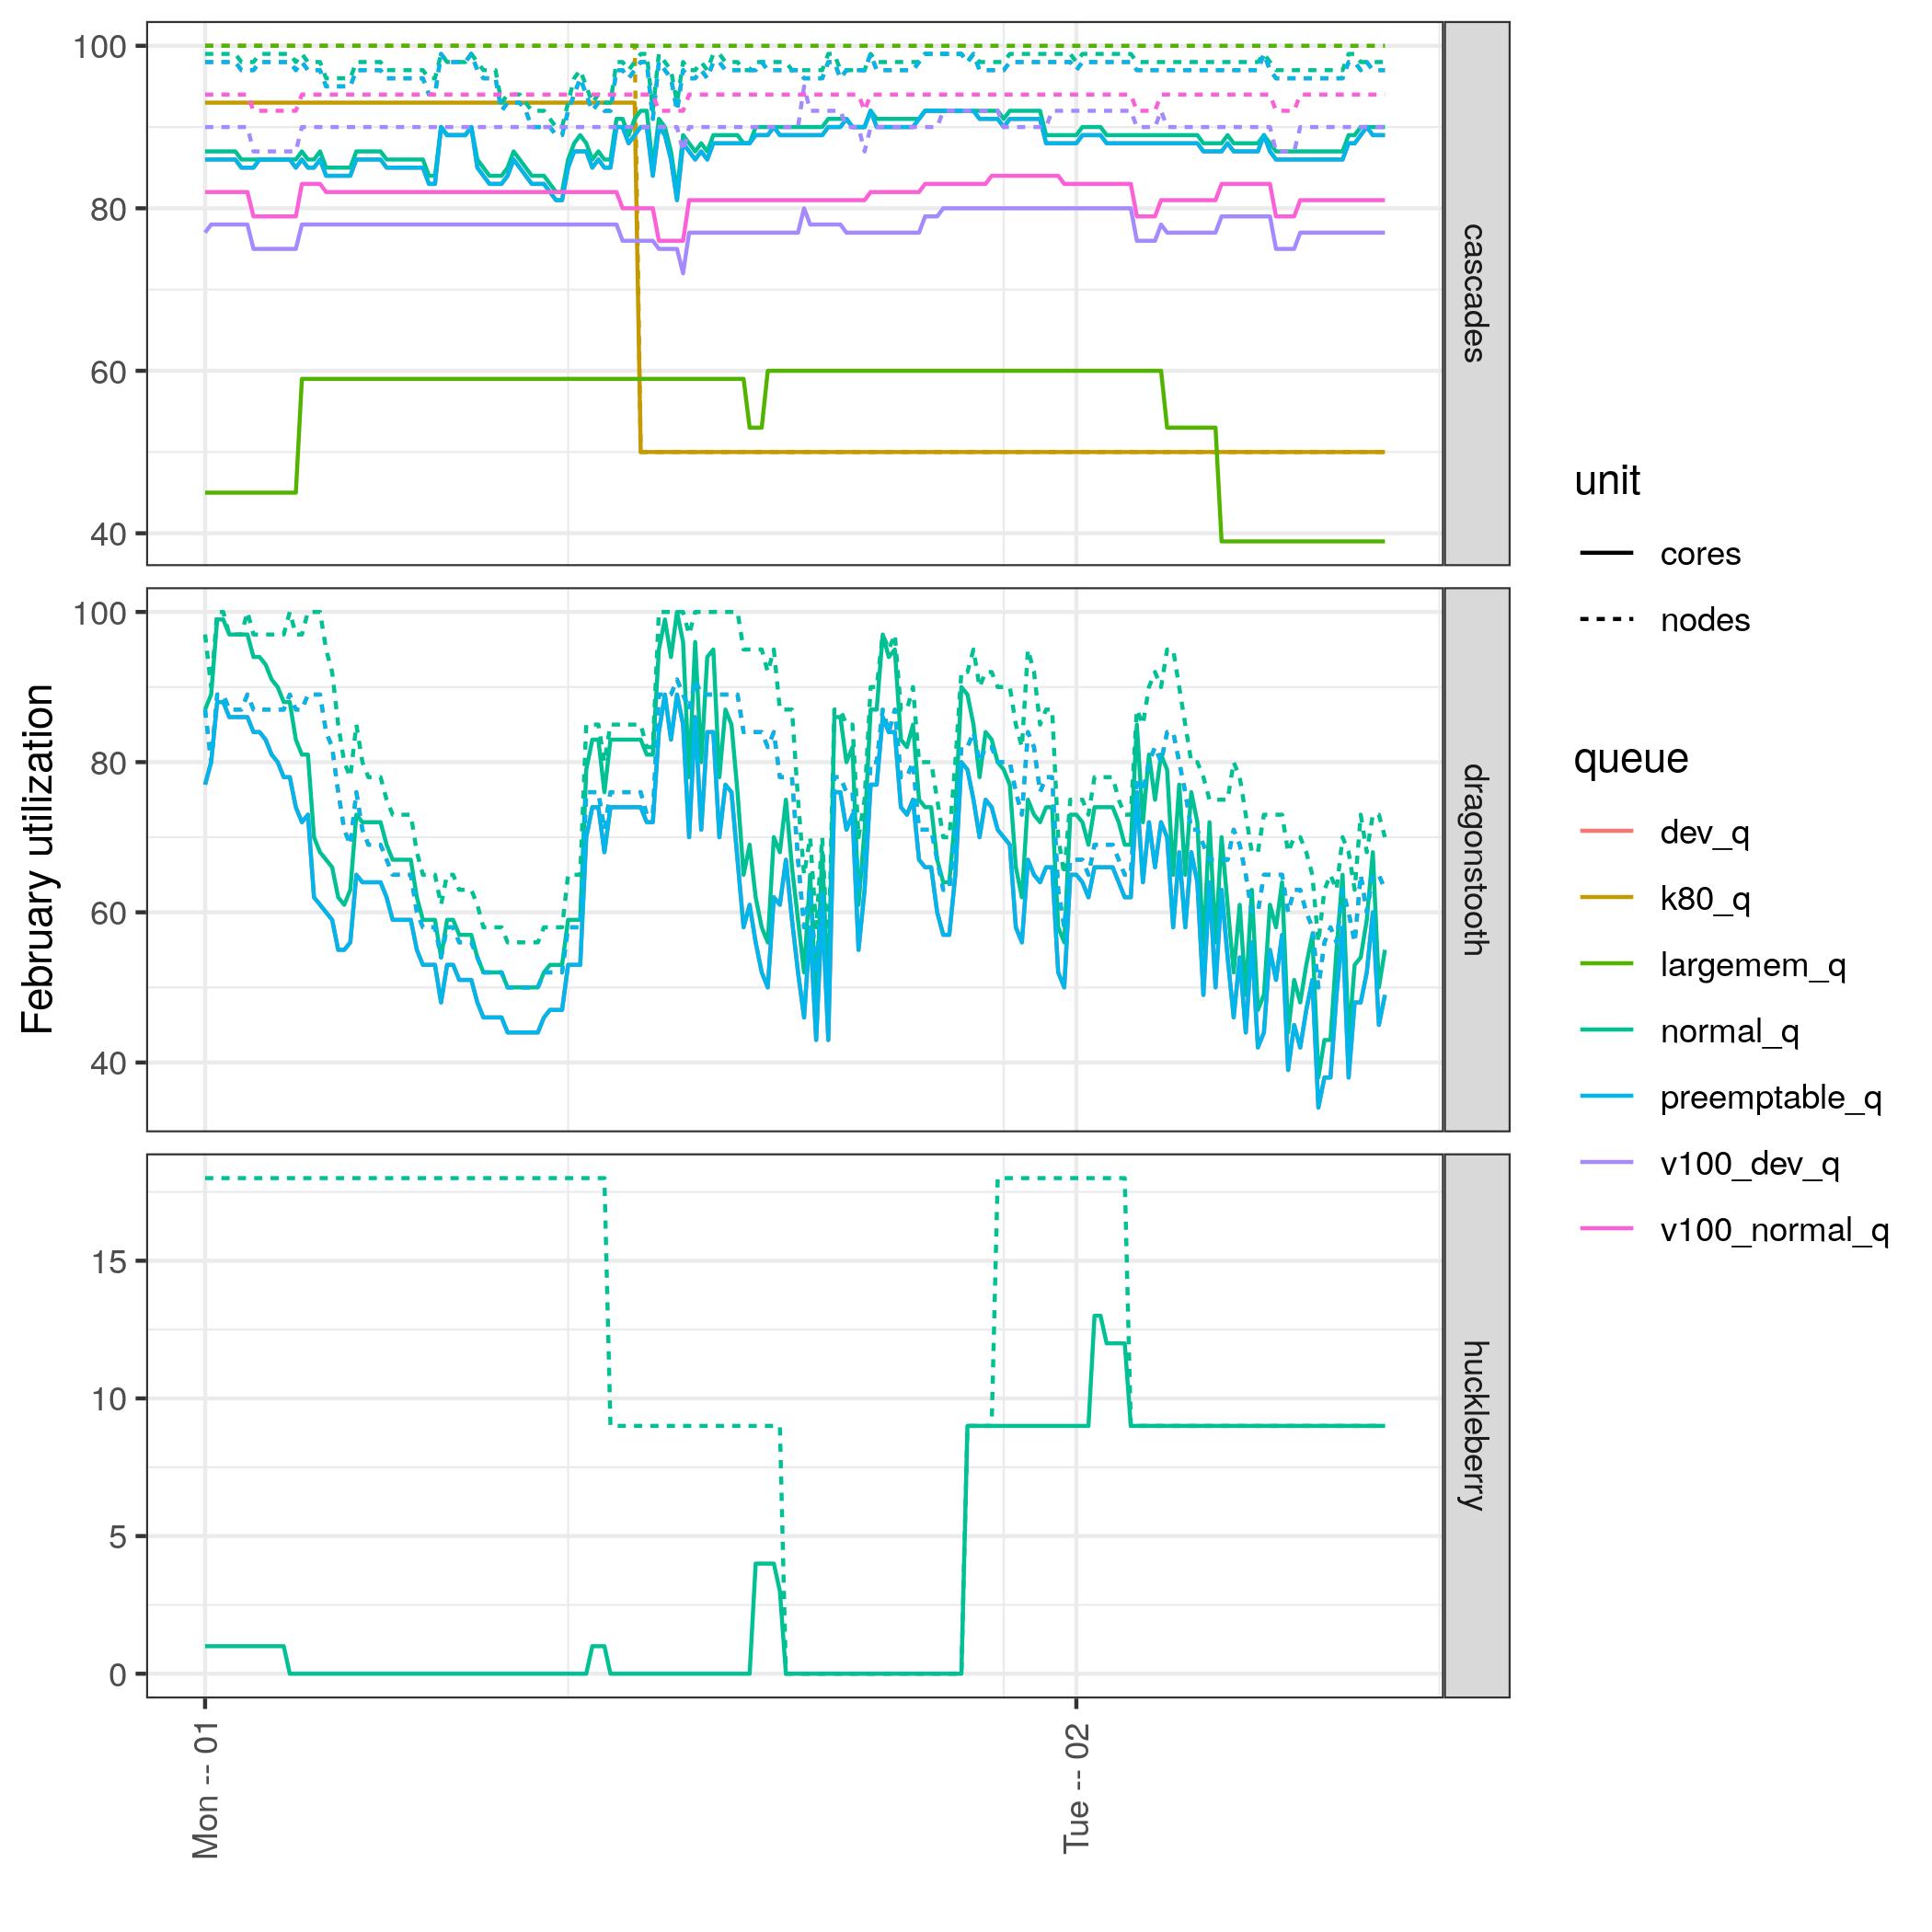 February utilization
100
80
60
40
cascades
100
80
60
40
dragonstooth
15
10
5
0
huckleberry
Mon -- 01
Tue -- 02
unit
cores
nodes
queue
dev_q
k80_q
largemem_q
normal_q
preemptable_q
v100_dev_q
v100_normal_q